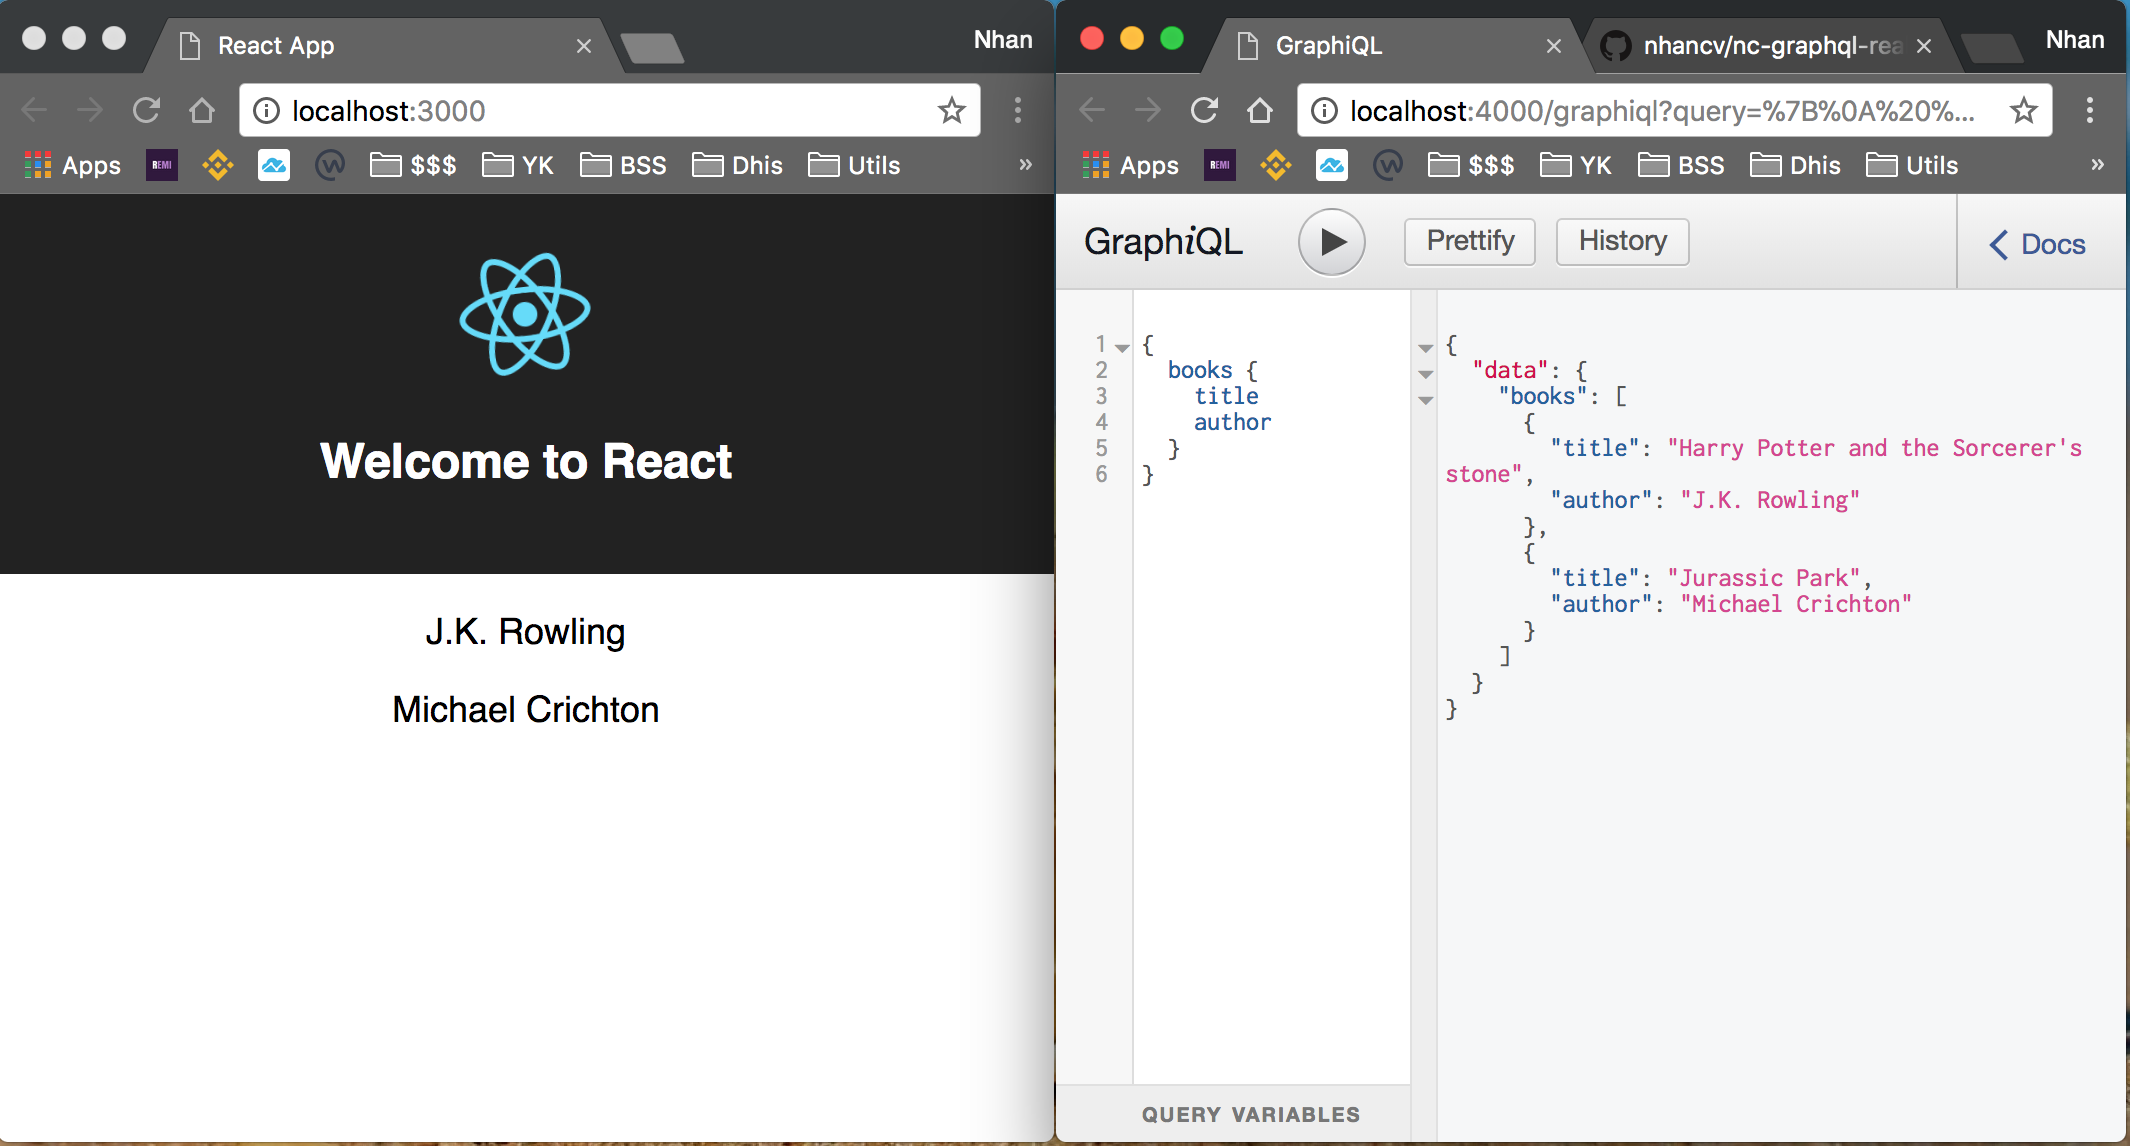 React App
Nhan
localhost:3000
Apps
REMI
$$$
YK
BSS
Dhis
Utils
»
Welcome to React
J.K. Rowling
Michael Crichton
GraphiQL
nhancv/nc-graphql-rea
Nhan
localhost:4000/graphiql?query=%7B%0A%20%...
Apps
REMI
$$$
YK
BSS
Dhis
Utils
»
GraphiQL
Prettify
History
Docs
1 {
2 books {
3 title
4 author
5 }
6 }
{
"data": {
"books": [
{
"title": "Harry Potter and the Sorcerer's
stone",
"author": "J.K. Rowling"
},
{
"title": "Jurassic Park",
"author": "Michael Crichton"
}
]
}
}
QUERY VARIABLES